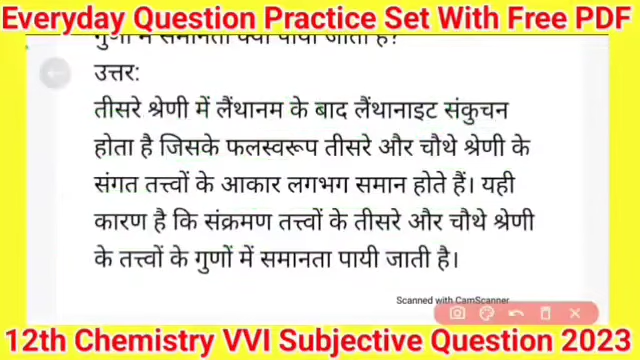 Everyday Question Practice Set With Free PDF
गुणों में समानता क्यों पायी जाती है?
उत्तर:
तीसरे श्रेणी में लैंथानम के बाद लैंथानाइट संकुचन
होता है जिसके फलस्वरूप तीसरे और चौथे श्रेणी के
संगत तत्त्वों के आकार लगभग समान होते हैं। यही
कारण है कि संक्रमण तत्त्वों के तीसरे और चौथे श्रेणी
के तत्त्वों के गुणों में समानता पायी जाती है।
Scanned with CamScanner
12th Chemistry VVI Subjective Question 2023